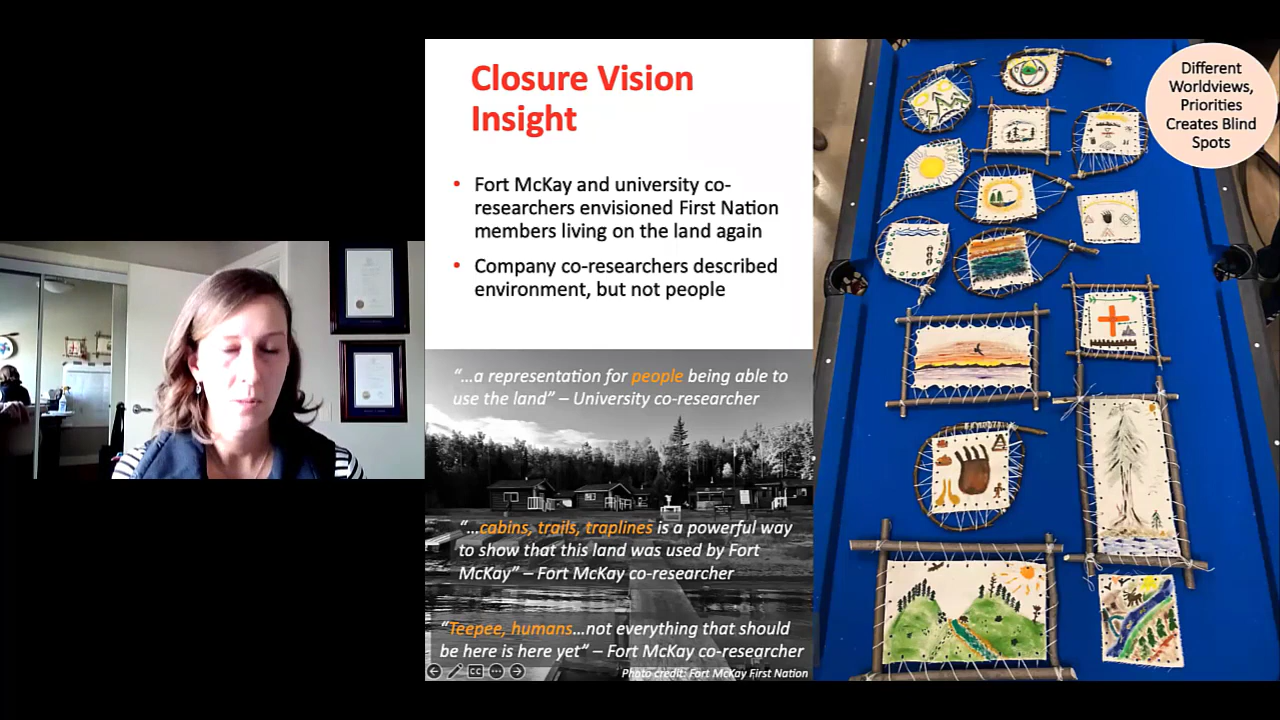 Closure Vision
Insight
• Fort McKay and university co-
researchers envisioned First Nation
members living on the land again
• Company co-researchers described
environment, but not people
“…a representation for people being able to
use the land” – University co-researcher
“…cabins, trails, traplines is a powerful way
to show that this land was used by Fort
McKay” – Fort McKay co-researcher
“Teepee, humans…not everything that should
be here is here yet” – Fort McKay co-researcher
CC
Photo credit: Fort McKay First Nation
Different
Worldviews,
Priorities
Creates Blind
Spots